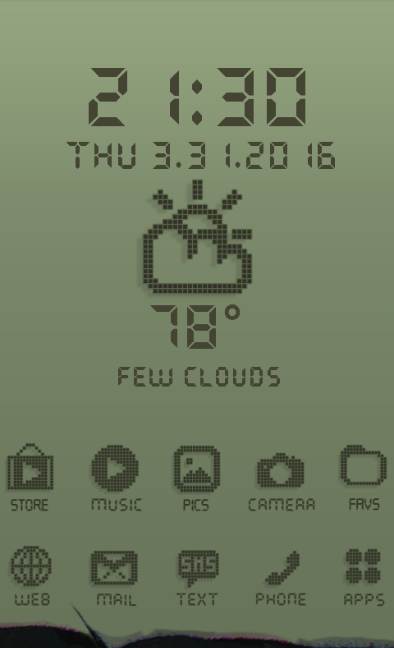 21:30
THU 3.31.2016
78°
FEW CLOUDS
STORE MUSIC PICS CAMERA FAVS
SMS
WEB MAIL TEXT PHONE APPS